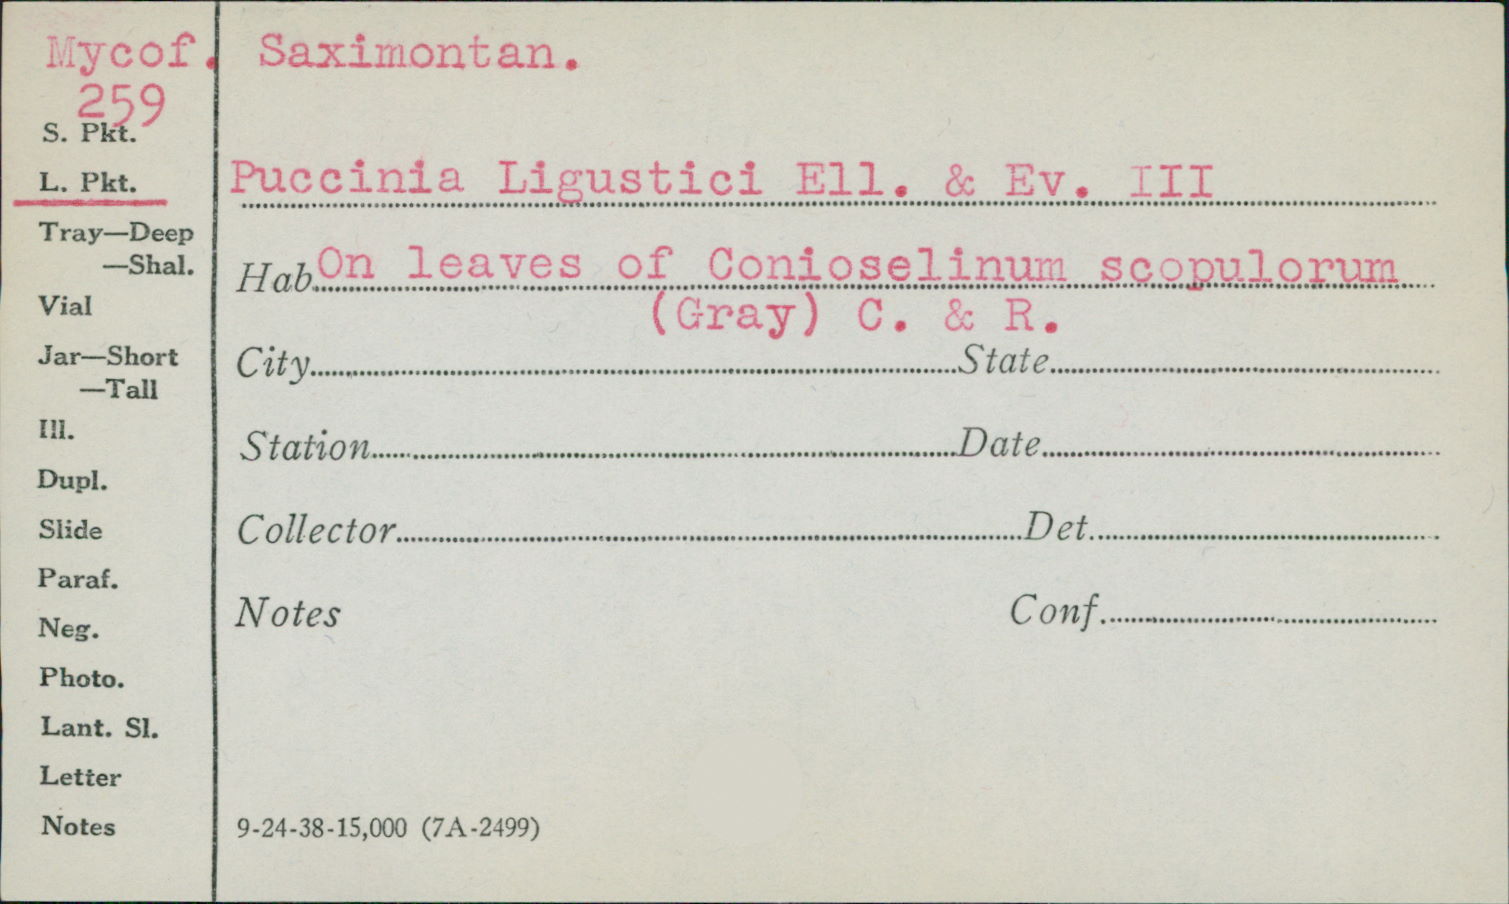 Mycof. Saximontan.
259
S. Pkt.
L. Pkt.
Puccinia Ligustici Ell. & Ev. III
Tray—Deep
—Shal.
Hab. On leaves of Conioselinum scopulorum
(Gray) C. & R.
Vial
Jar—Short
—Tall
City State
Ill.
Station Date
Dupl.
Slide
Collector Det.
Paraf.
Neg.
Notes Conf.
Photo.
Lant. Sl.
Letter
Notes
9-24-38-15,000 (7A-2499)